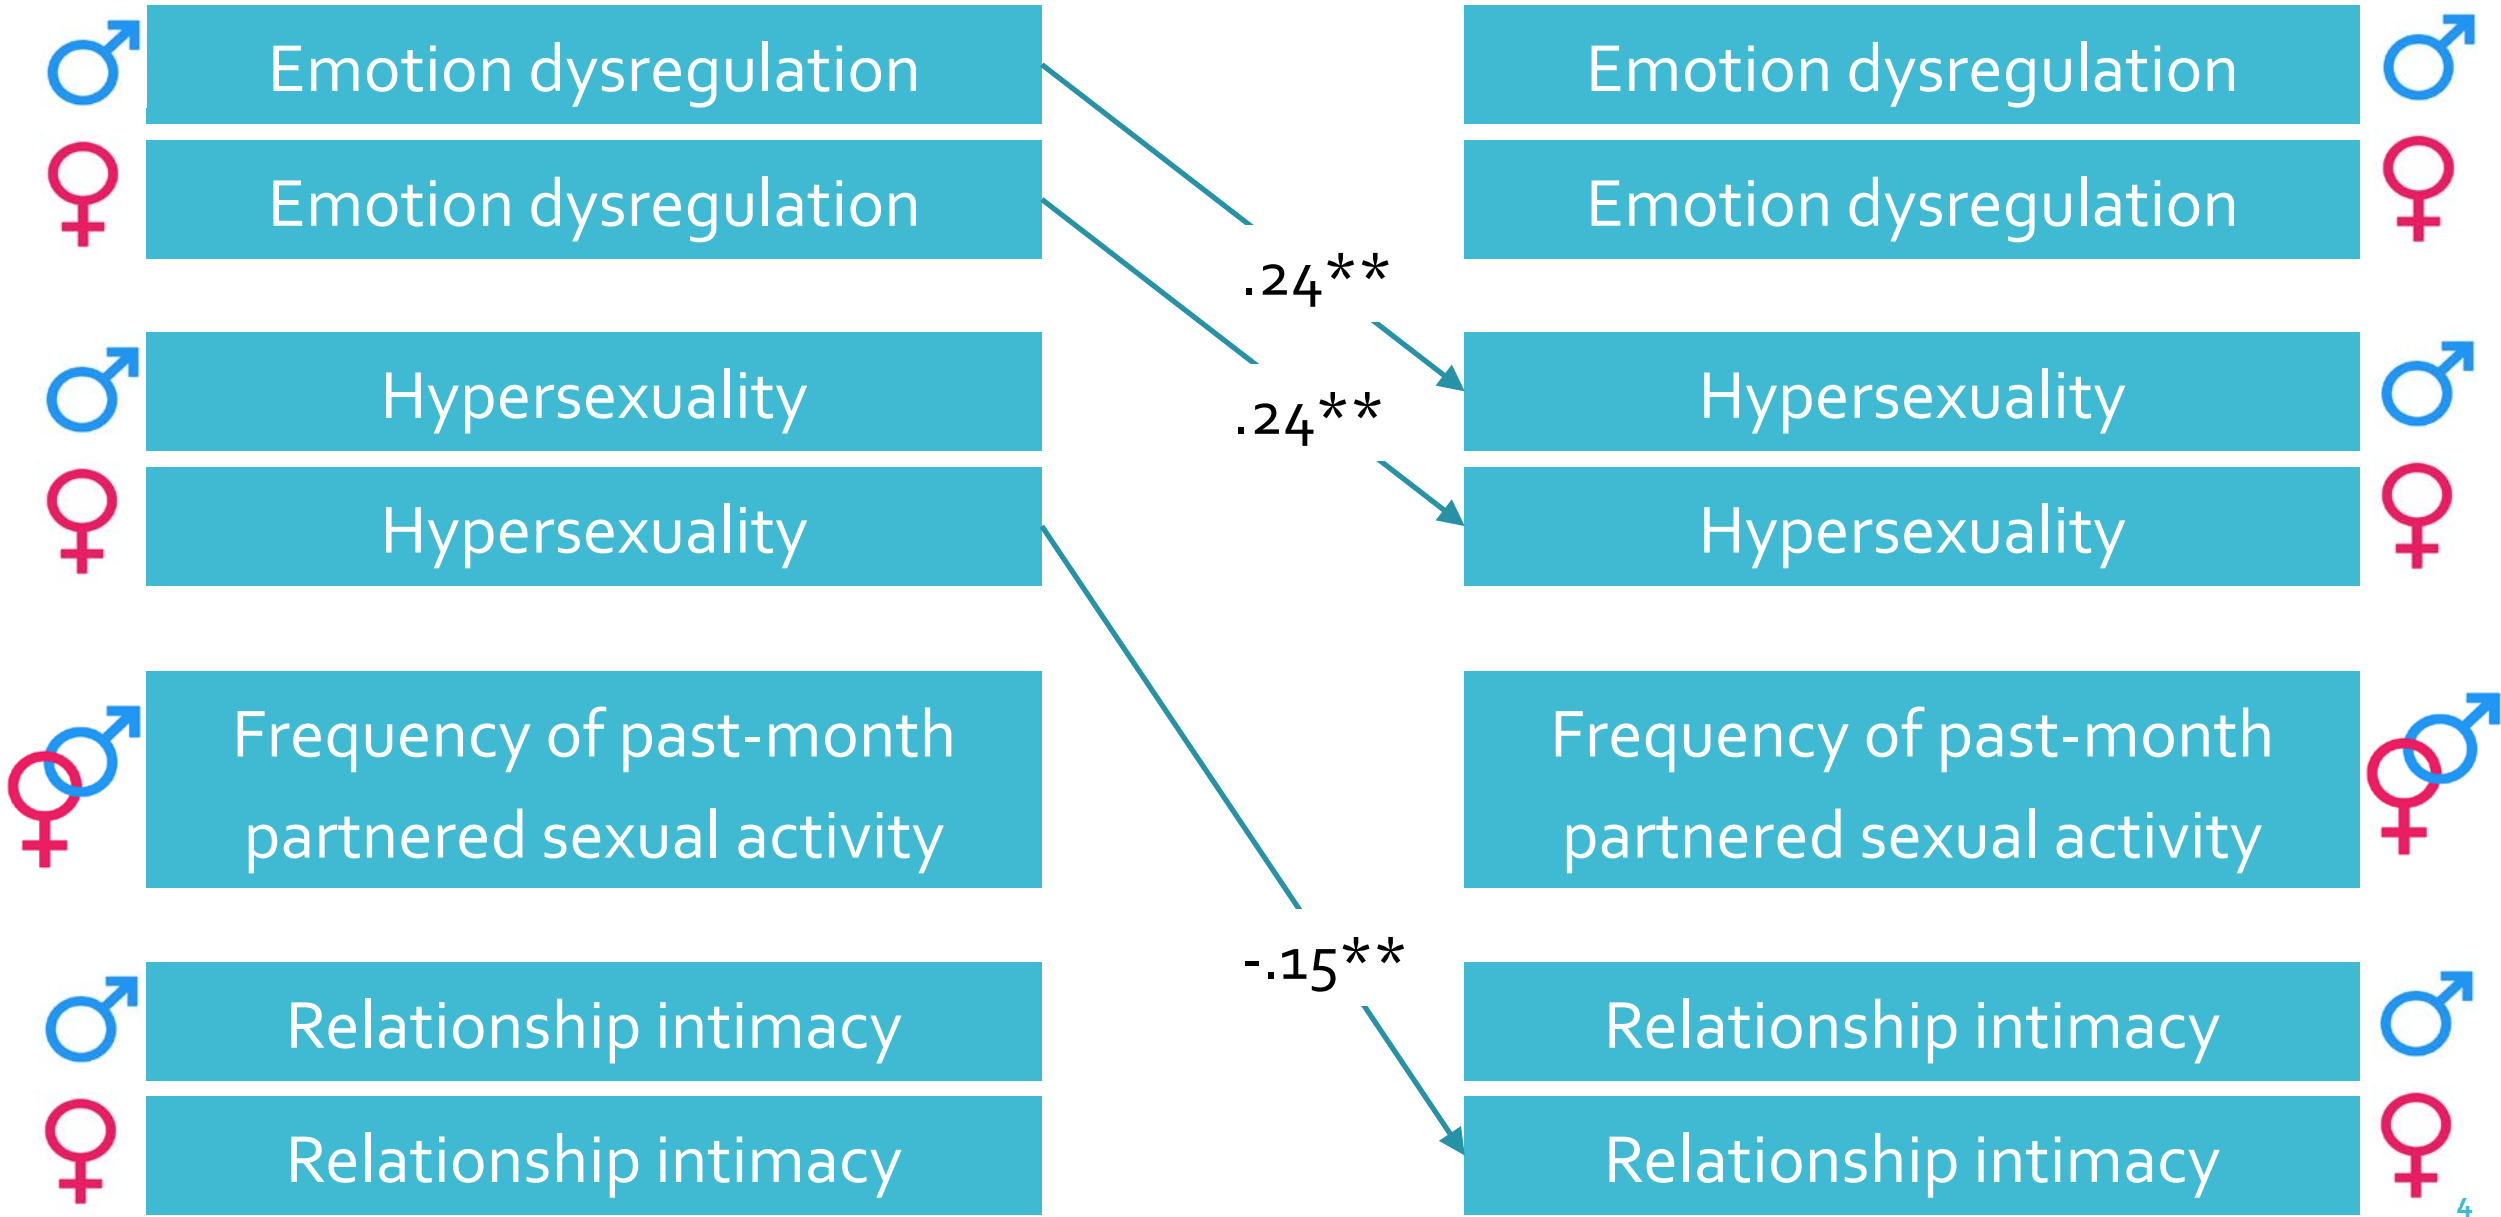 Emotion dysregulation
Emotion dysregulation
Emotion dysregulation
Emotion dysregulation
.24**
Hypersexuality
Hypersexuality
.24**
Hypersexuality
Hypersexuality
Frequency of past-month
partnered sexual activity
Frequency of past-month
partnered sexual activity
-.15**
Relationship intimacy
Relationship intimacy
Relationship intimacy
Relationship intimacy
4